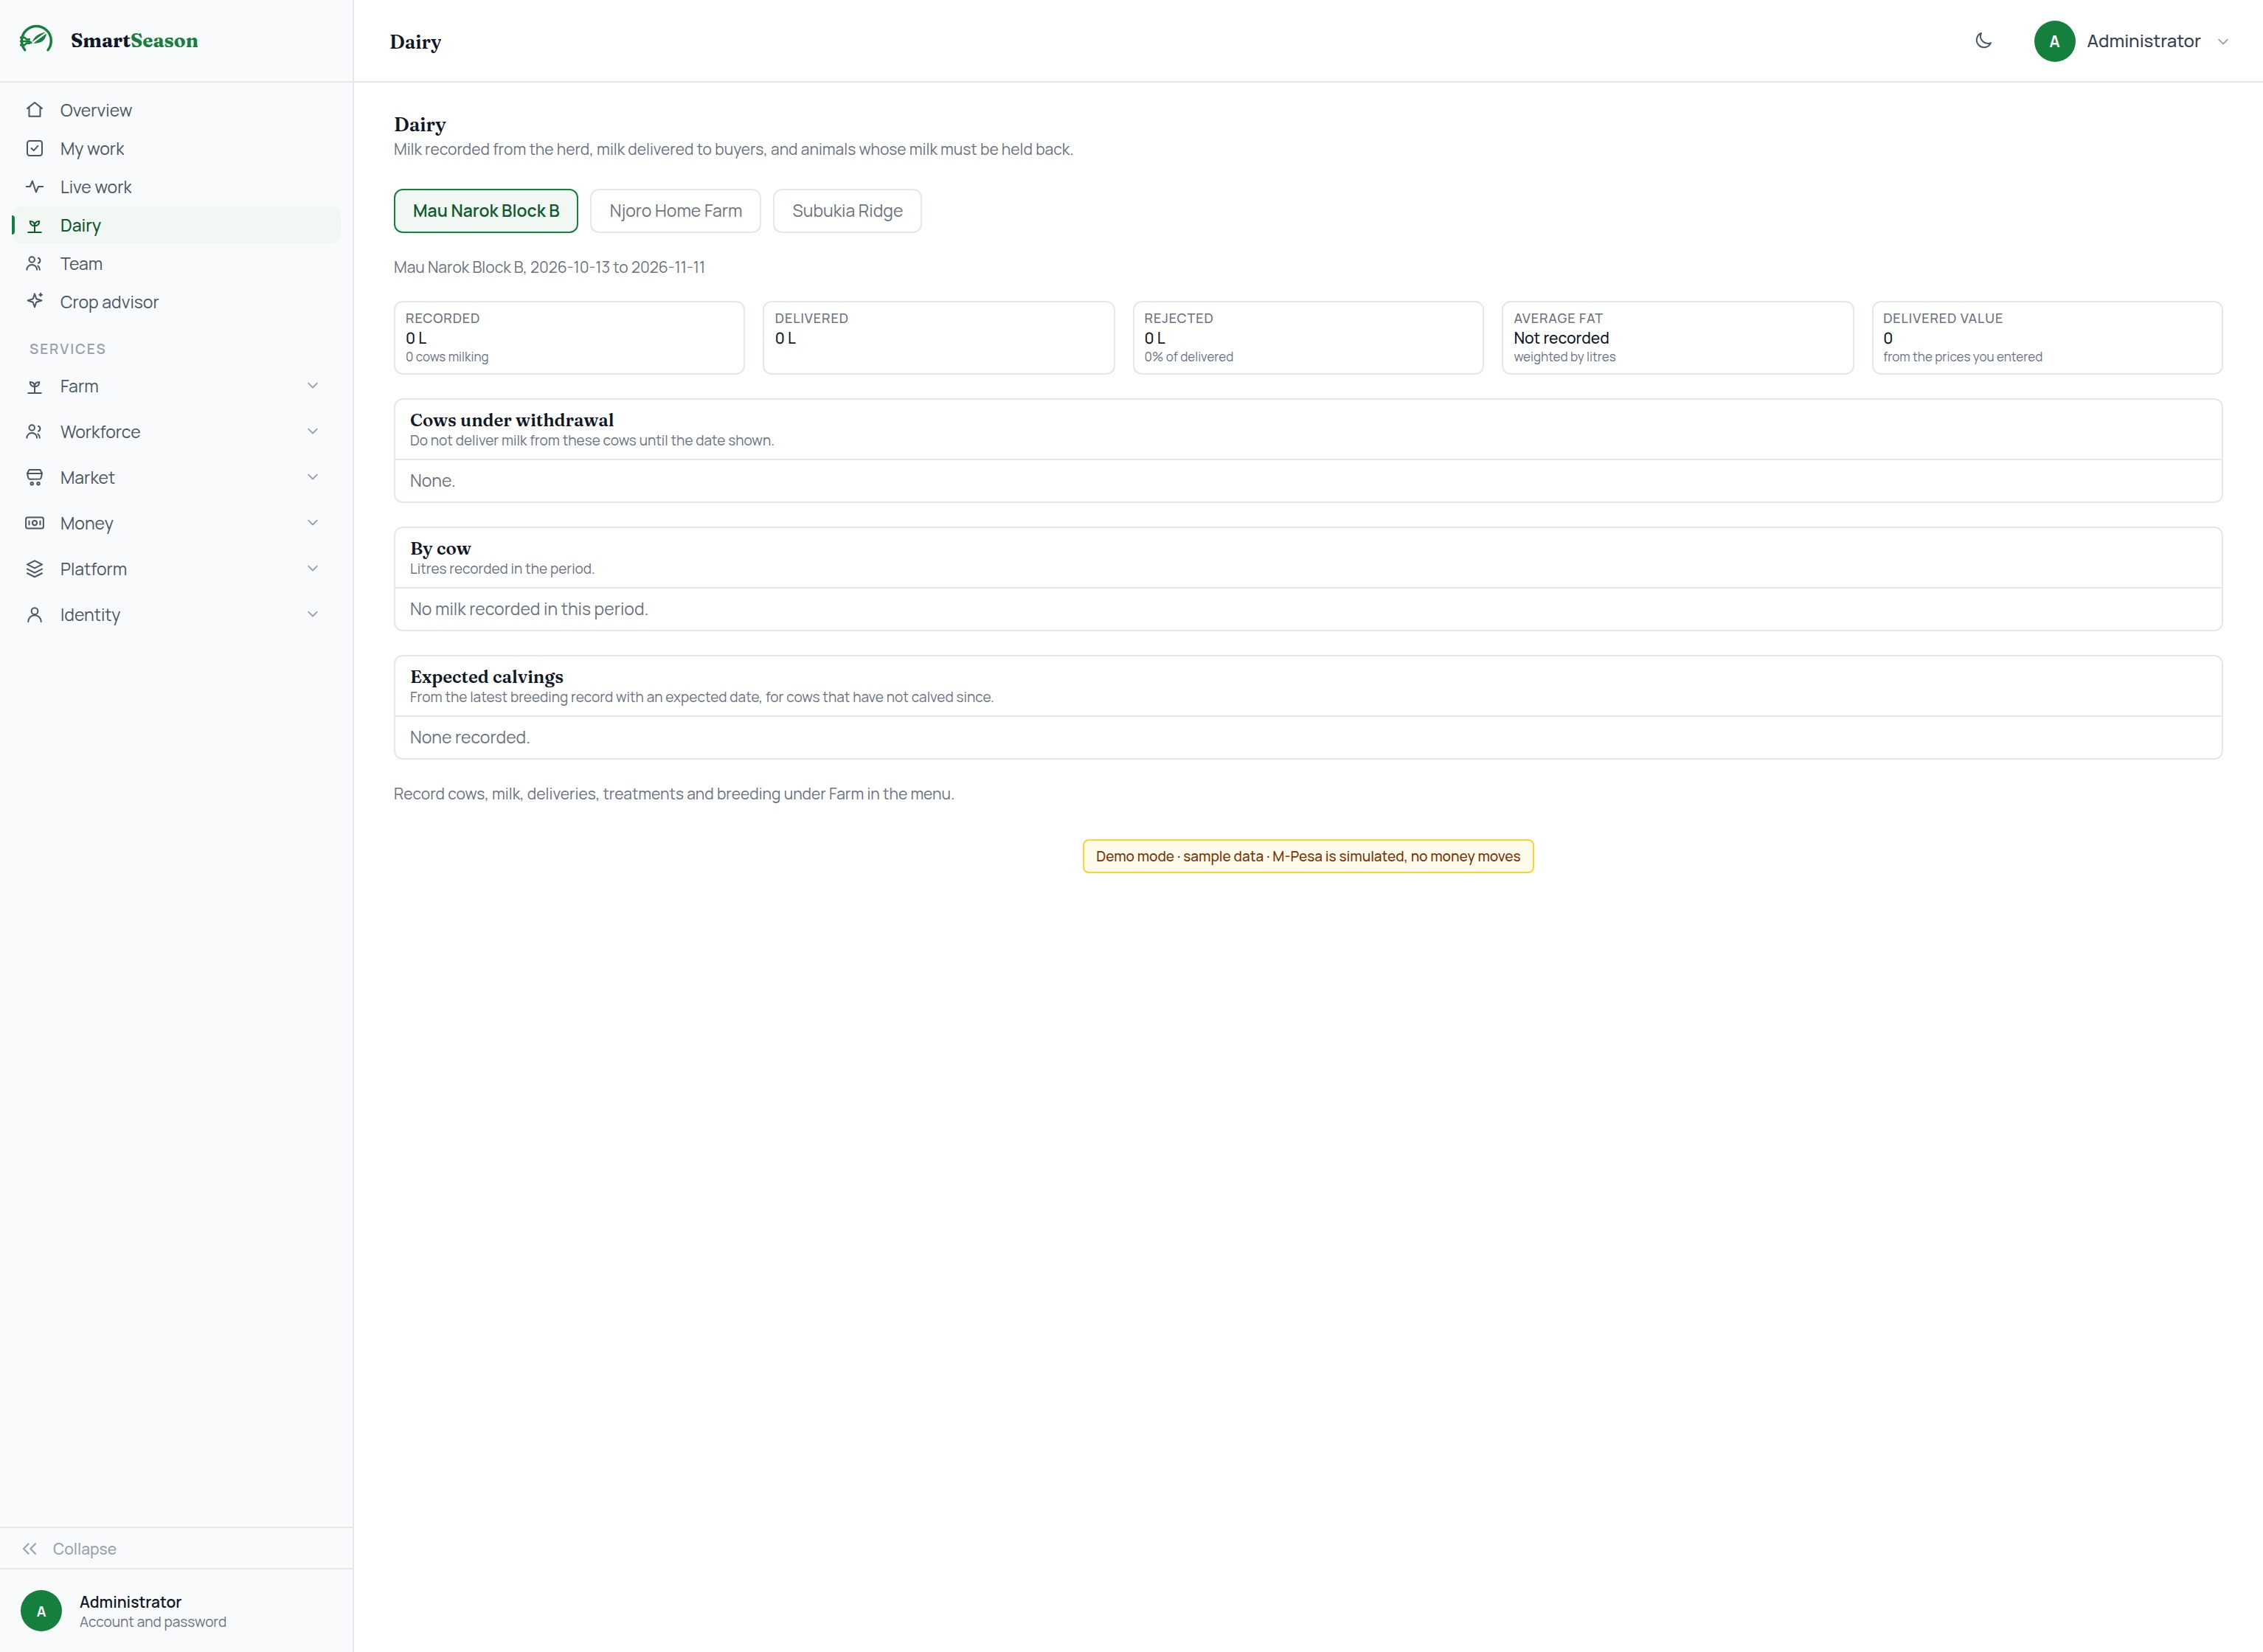 SmartSeason
Dairy
A
Administrator
Overview
My work
Live work
Dairy
Team
Crop advisor
SERVICES
Farm
Workforce
Market
Money
Platform
Identity
Collapse
A
Administrator
Account and password
Dairy
Milk recorded from the herd, milk delivered to buyers, and animals whose milk must be held back.
Mau Narok Block B
Njoro Home Farm
Subukia Ridge
Mau Narok Block B, 2026-10-13 to 2026-11-11
RECORDED
0 L
0 cows milking
DELIVERED
0 L
REJECTED
0 L
0% of delivered
AVERAGE FAT
Not recorded
weighted by litres
DELIVERED VALUE
0
from the prices you entered
Cows under withdrawal
Do not deliver milk from these cows until the date shown.
None.
By cow
Litres recorded in the period.
No milk recorded in this period.
Expected calvings
From the latest breeding record with an expected date, for cows that have not calved since.
None recorded.
Record cows, milk, deliveries, treatments and breeding under Farm in the menu.
Demo mode · sample data · M-Pesa is simulated, no money moves